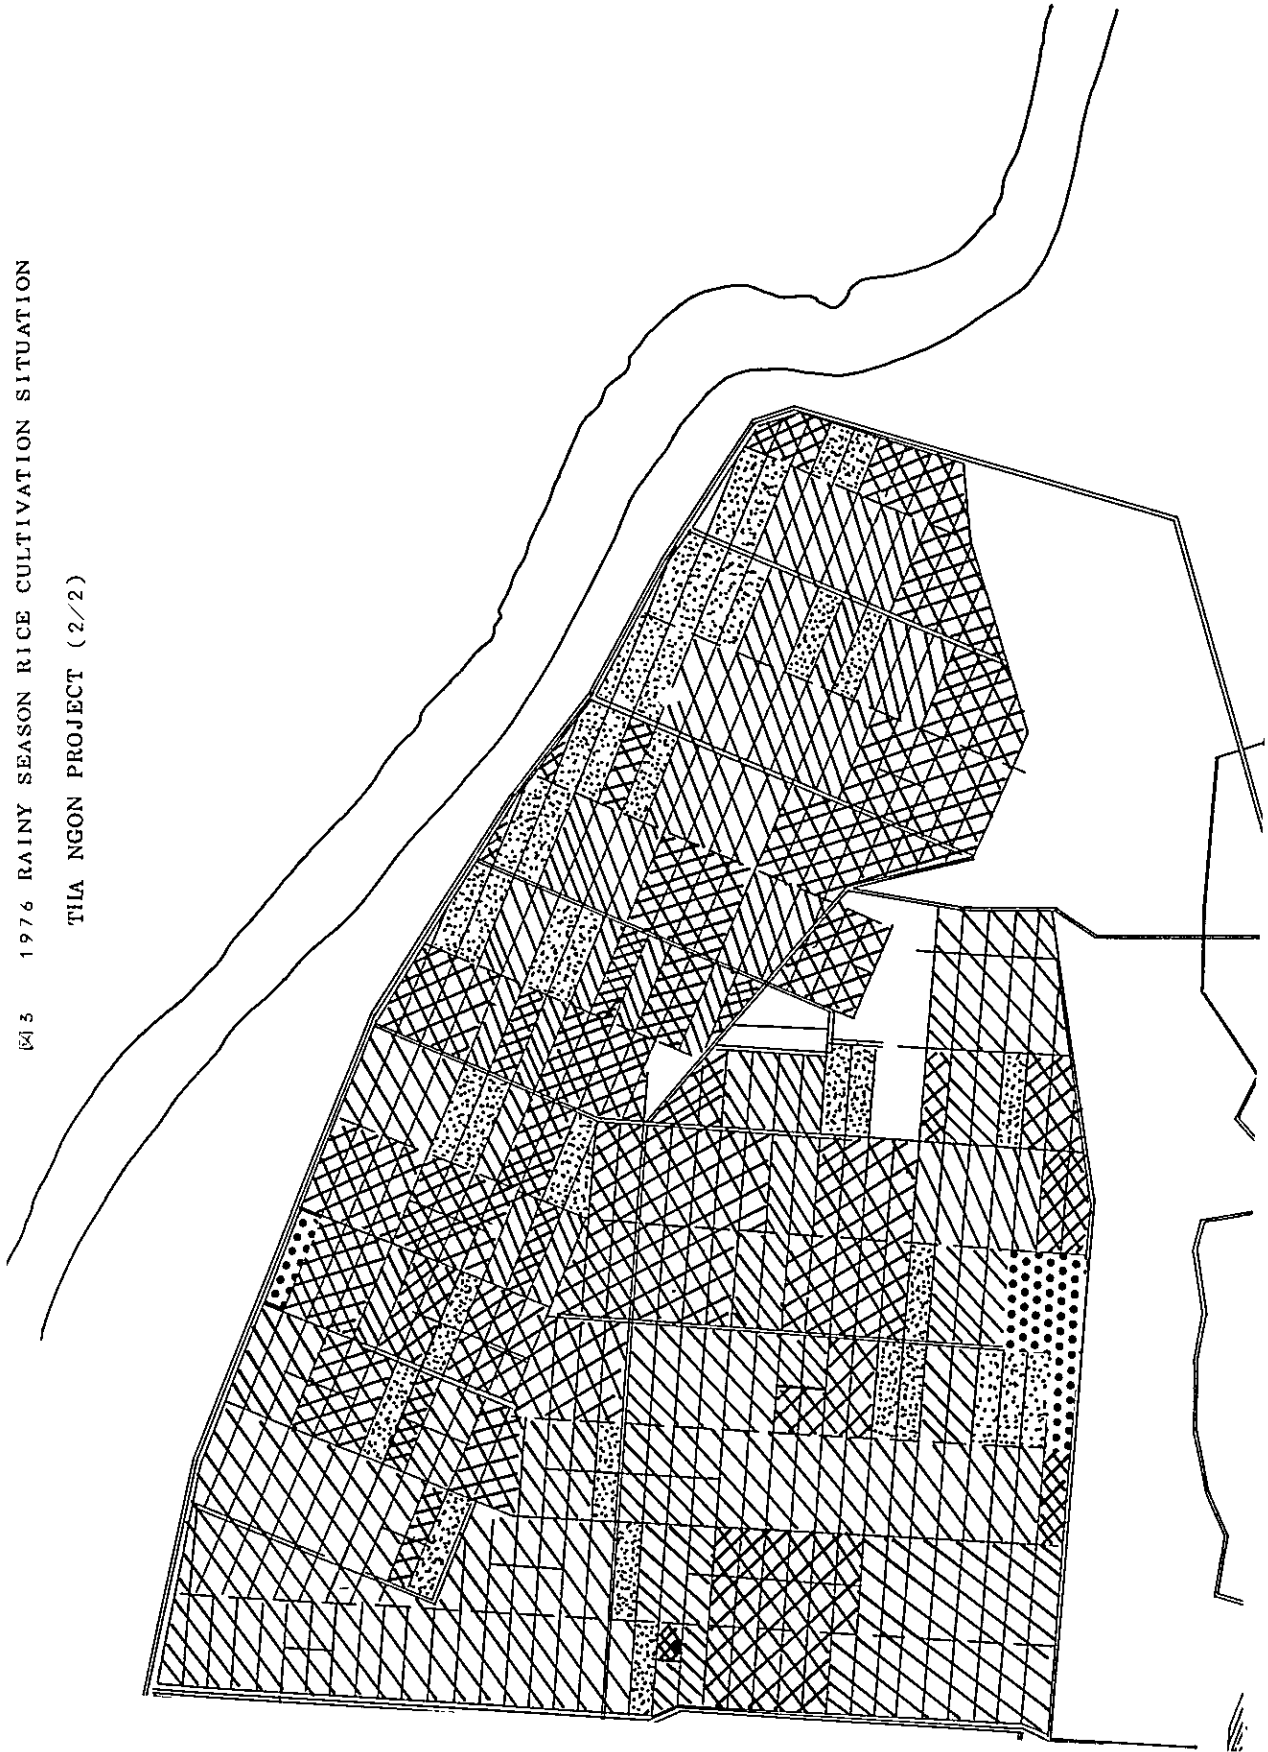 図3 1976 RAINY SEASON RICE CULTIVATION SITUATION
THA NGON PROJECT (2/2)